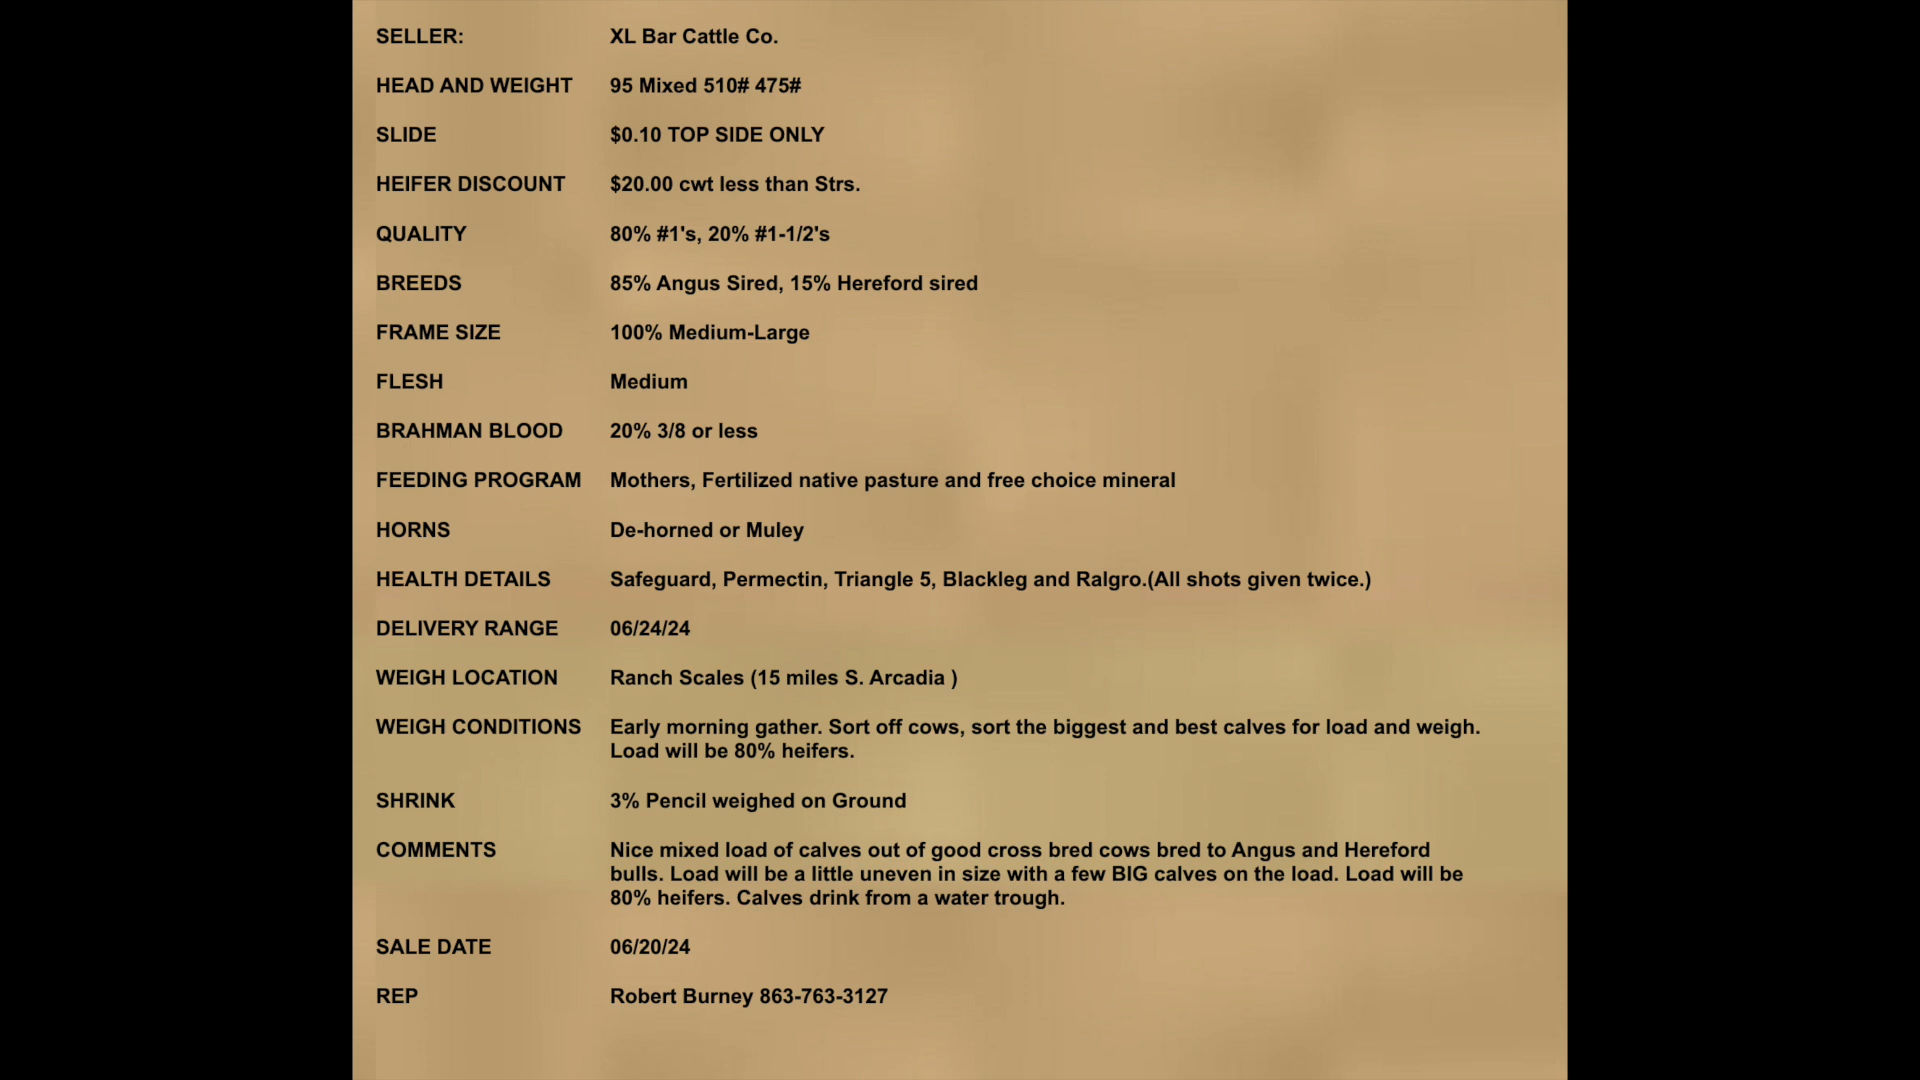 SELLER: XL Bar Cattle Co.
HEAD AND WEIGHT 95 Mixed 510# 475#
SLIDE $0.10 TOP SIDE ONLY
HEIFER DISCOUNT $20.00 cwt less than Strs.
QUALITY 80% #1's, 20% #1-1/2's
BREEDS 85% Angus Sired, 15% Hereford sired
FRAME SIZE 100% Medium-Large
FLESH Medium
BRAHMAN BLOOD 20% 3/8 or less
FEEDING PROGRAM Mothers, Fertilized native pasture and free choice mineral
HORNS De-horned or Muley
HEALTH DETAILS Safeguard, Permectin, Triangle 5, Blackleg and Ralgro.(All shots given twice.)
DELIVERY RANGE 06/24/24
WEIGH LOCATION Ranch Scales (15 miles S. Arcadia )
WEIGH CONDITIONS Early morning gather. Sort off cows, sort the biggest and best calves for load and weigh.
Load will be 80% heifers.
SHRINK 3% Pencil weighed on Ground
COMMENTS Nice mixed load of calves out of good cross bred cows bred to Angus and Hereford
bulls. Load will be a little uneven in size with a few BIG calves on the load. Load will be
80% heifers. Calves drink from a water trough.
SALE DATE 06/20/24
REP Robert Burney 863-763-3127